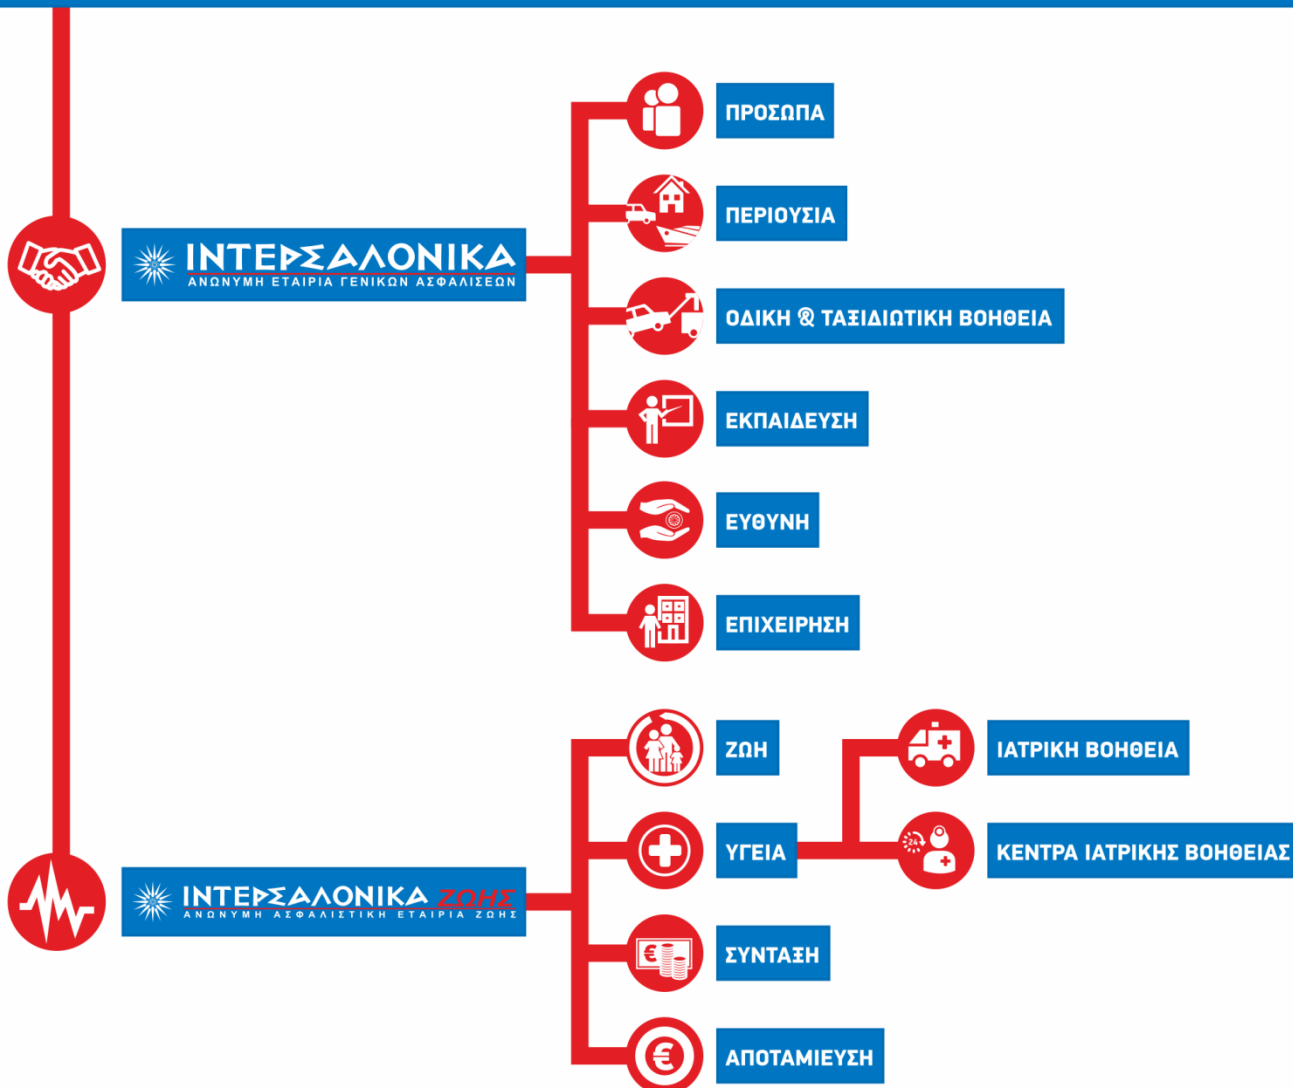 ΠΡΟΣΩΠΑ
ΠΕΡΙΟΥΣΙΑ
ΙΝΤΕΡΣΑΛΟΝΙΚΑ
ΑΝΩΝΥΜΗ ΕΤΑΙΡΙΑ ΓΕΝΙΚΩΝ ΑΣΦΑΛΙΣΕΩΝ
ΟΔΙΚΗ & ΤΑΞΙΔΙΩΤΙΚΗ ΒΟΗΘΕΙΑ
ΕΚΠΑΙΔΕΥΣΗ
ΕΥΘΥΝΗ
ΕΠΙΧΕΙΡΗΣΗ
ΖΩΗ
ΙΑΤΡΙΚΗ ΒΟΗΘΕΙΑ
ΥΓΕΙΑ
24
ΚΕΝΤΡΑ ΙΑΤΡΙΚΗΣ ΒΟΗΘΕΙΑΣ
ΙΝΤΕΡΣΑΛΟΝΙΚΑ ΖΩΗΣ
ΑΝΩΝΥΜΗ ΑΣΦΑΛΙΣΤΙΚΗ ΕΤΑΙΡΙΑ ΖΩΗΣ
€
ΣΥΝΤΑΞΗ
€
ΑΠΟΤΑΜΙΕΥΣΗ